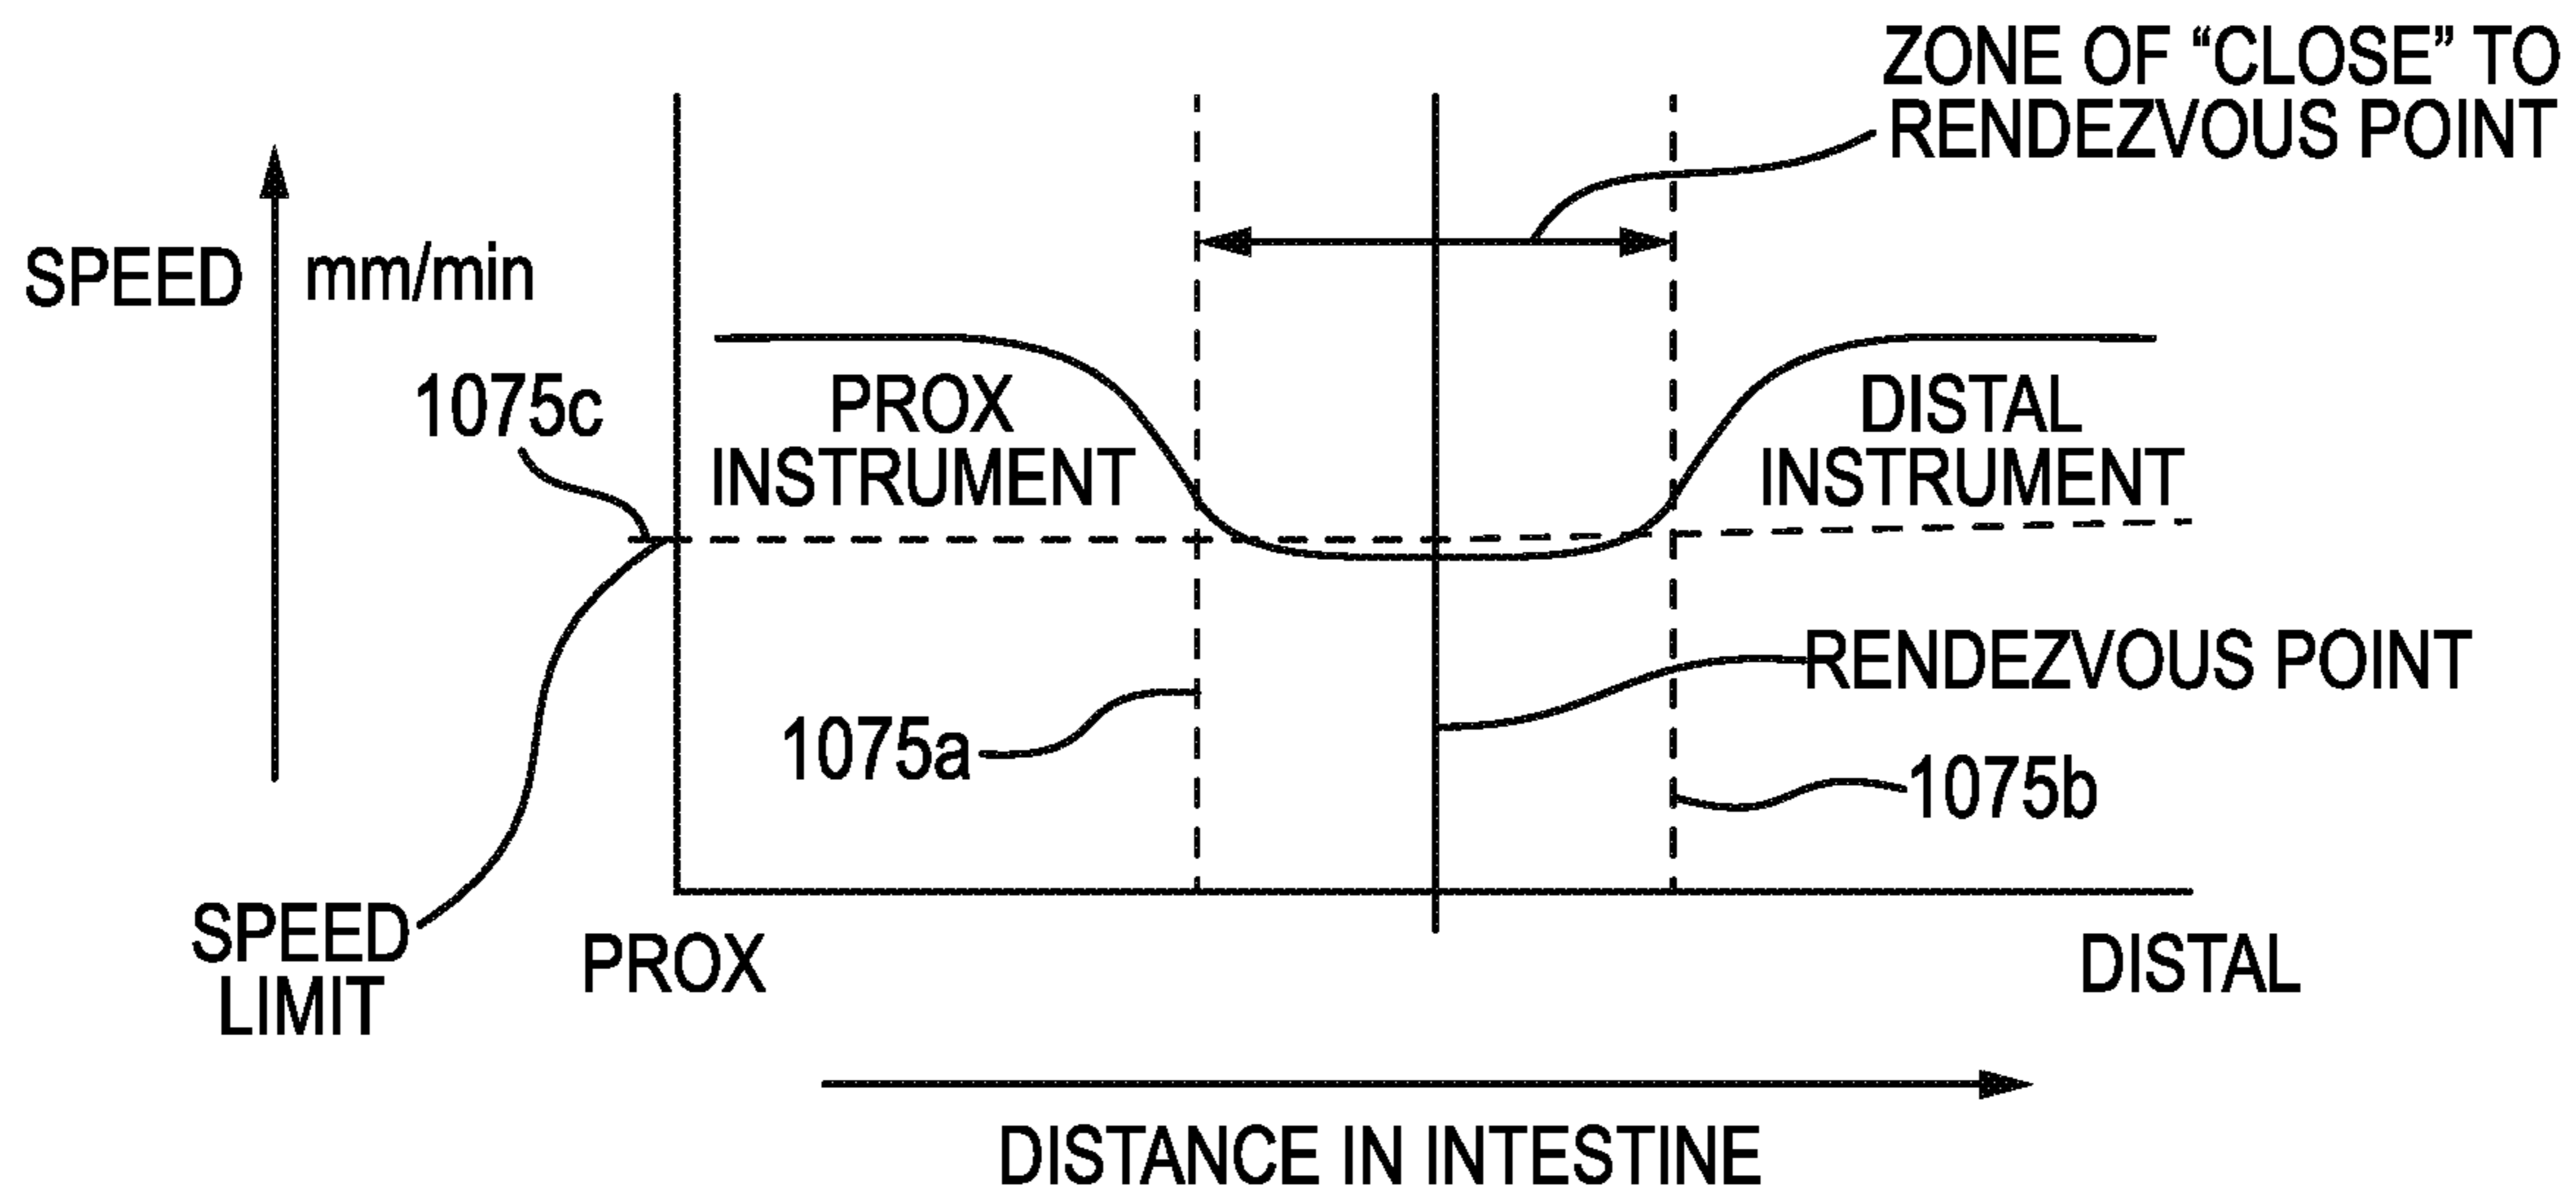 ZONE OF “CLOSE” TO
RENDEZVOUS POINT
SPEED
mm/min
1075c
PROX
INSTRUMENT
DISTAL
INSTRUMENT
RENDEZVOUS POINT
1075a
1075b
SPEED
LIMIT
PROX
DISTAL
DISTANCE IN INTESTINE